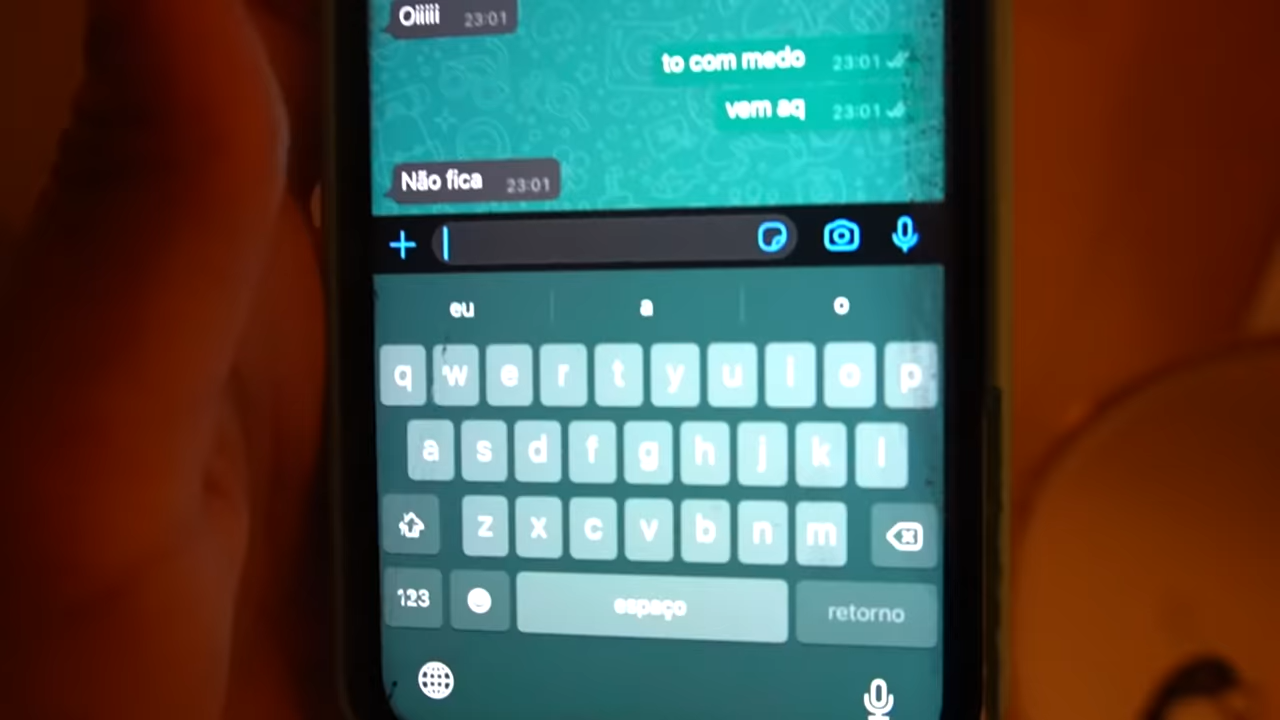 Oiiiii 23:01
to com medo 23:01
vem aq 23:01
Não fica 23:01
eu a o
q w e r t y u i o p
a s d f g h j k l
z x c v b n m
123 espaço retorno